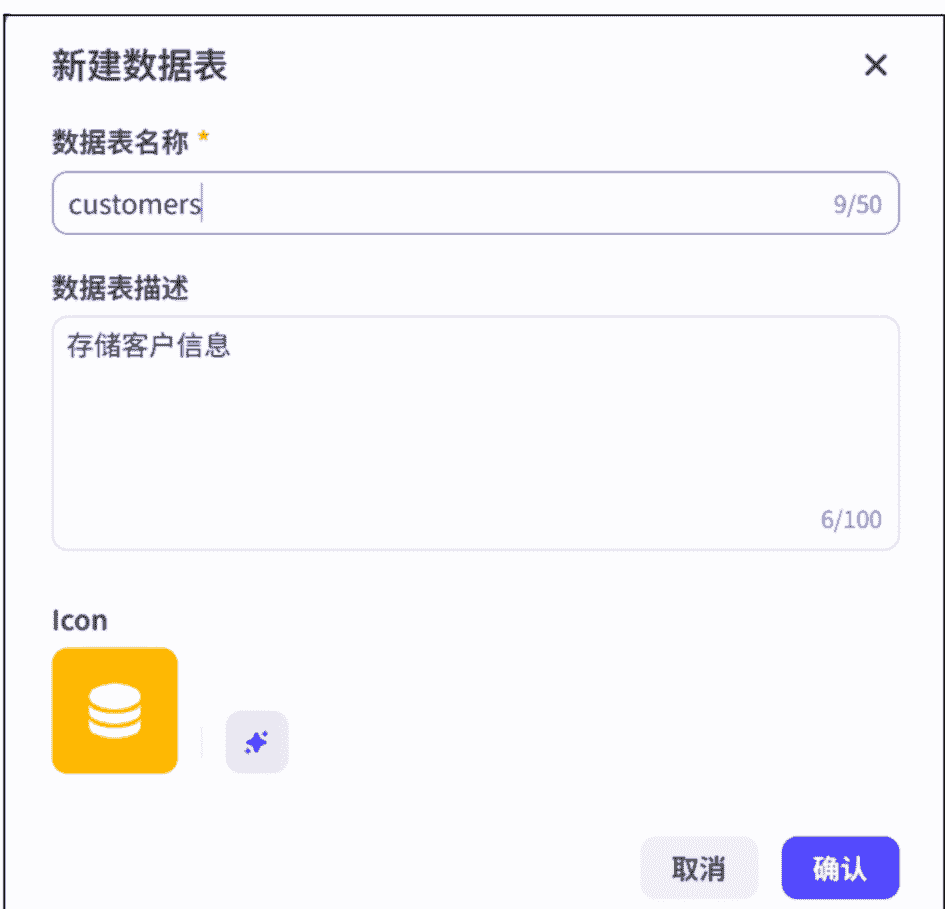 新建数据表
数据表名称 *
customers 9/50
数据表描述
存储客户信息
6/100
Icon
取消 确认